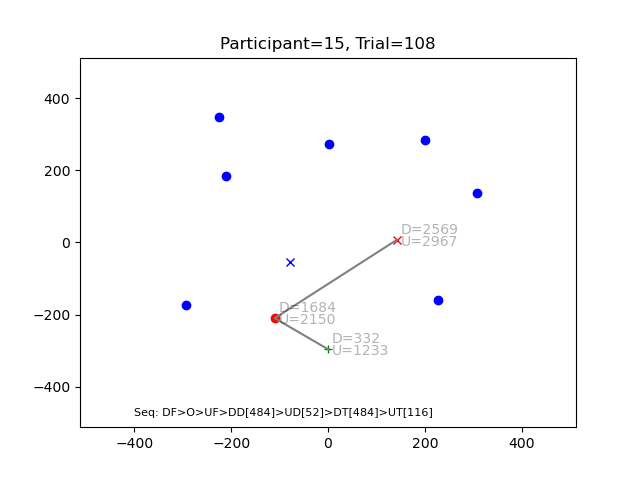 Participant=15, Trial=108
400
200
0
−200
−400
D=2569
U=2967
D=1684
U=2150
D=332
U=1233
Seq: DF>O>UF>DD[484]>UD[52]>DT[484]>UT[116]
−400
−200
0
200
400